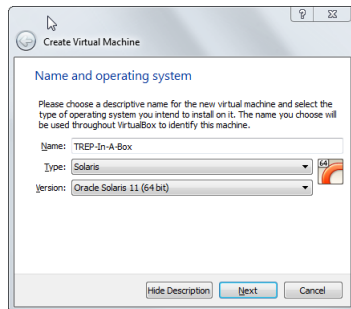 Create Virtual Machine
Name and operating system
Please choose a descriptive name for the new virtual machine and select the
type of operating system you intend to install on it. The name you choose will
be used throughout VirtualBox to identify this machine.
Name: TREP-In-A-Box
Type: Solaris
64
Version: Oracle Solaris 11 (64 bit)
Hide Description Next Cancel